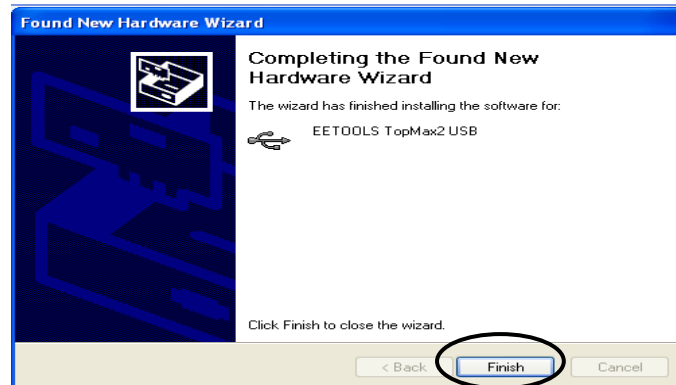 Found New Hardware Wizard
Completing the Found New
Hardware Wizard
The wizard has finished installing the software for:
EETOOLS TopMax2 USB
Click Finish to close the wizard.
< Back
Finish
Cancel